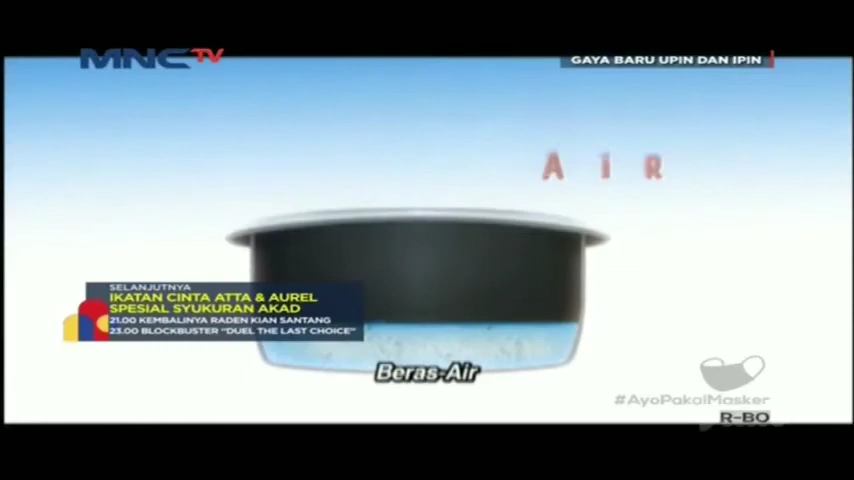 MNCTV
GAYA BARU UPIN DAN IPIN
AiR
SELANJUTNYA
IKATAN CINTA ATTA & AUREL
SPESIAL SYUKURAN AKAD
21.00 KEMBALINYA RADEN KIAN SANTANG
23.00 BLOCKBUSTER "DUEL THE LAST CHOICE"
Beras-Air
#AyoPakaiMasker
R-BO